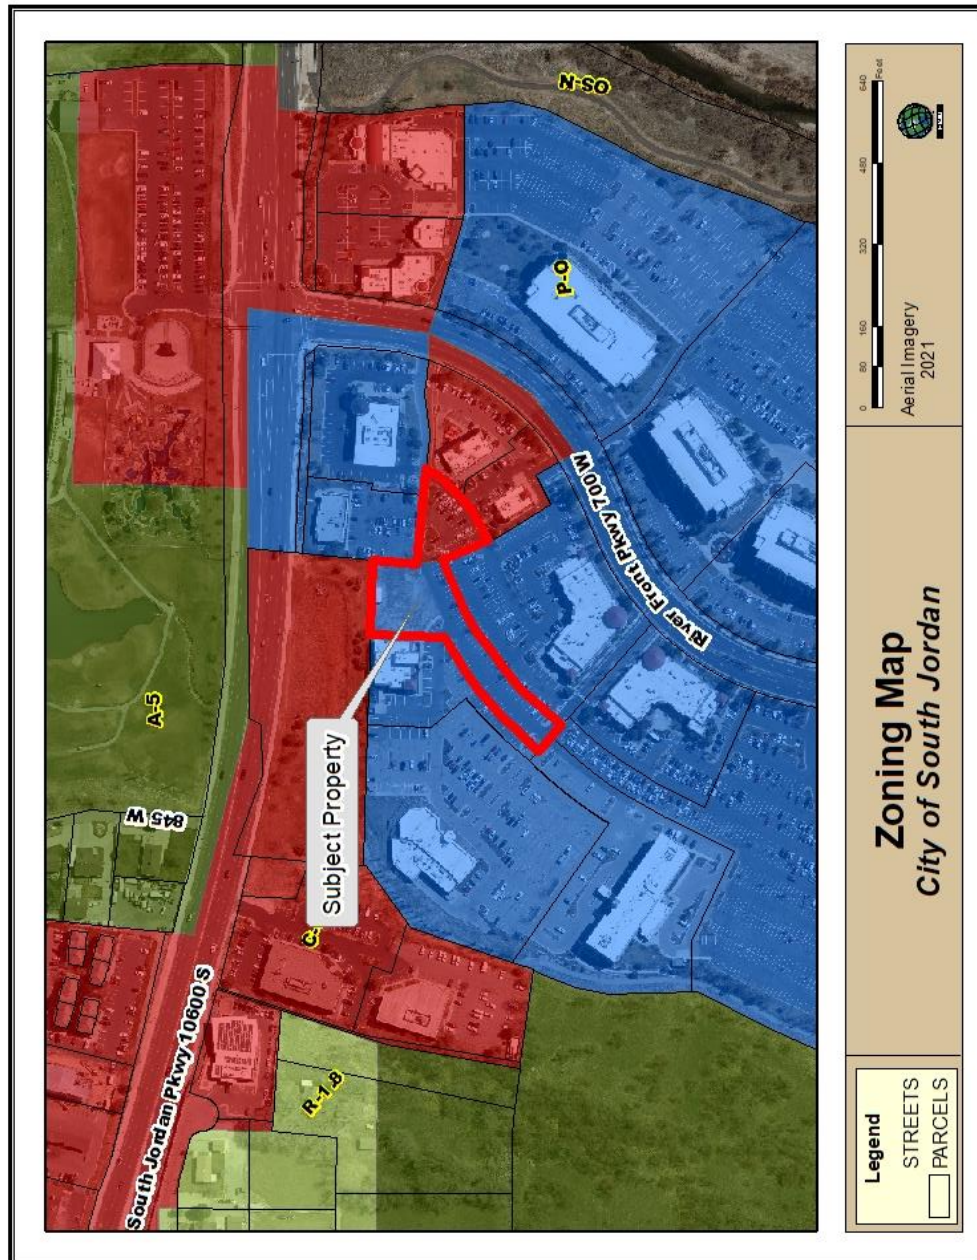 OS-N
P-O
A-5
845 W
Subject Property
River Front Pkwy 700 W
C-
South Jordan Pkwy 10600 S
R-1.8
Legend
STREETS
PARCELS
Zoning Map
City of South Jordan
0 80 160 320 480 640
Feet
Aerial Imagery
2021